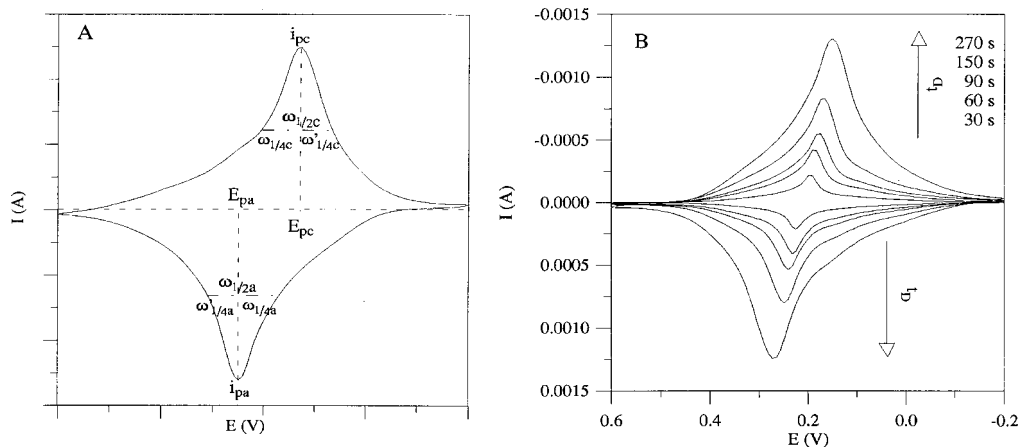 A
i_pc
ω_1/2c
ω_1/4c ω'_1/4c
E_pa
E_pc
ω_1/2a
ω'_1/4a ω_1/4a
i_pa
I (A)
E (V)
B
-0.0015
-0.0010
-0.0005
0.0000
0.0005
0.0010
0.0015
I (A)
t_D
270 s
150 s
90 s
60 s
30 s
t_D
0.6 0.4 0.2 0.0 -0.2
E (V)